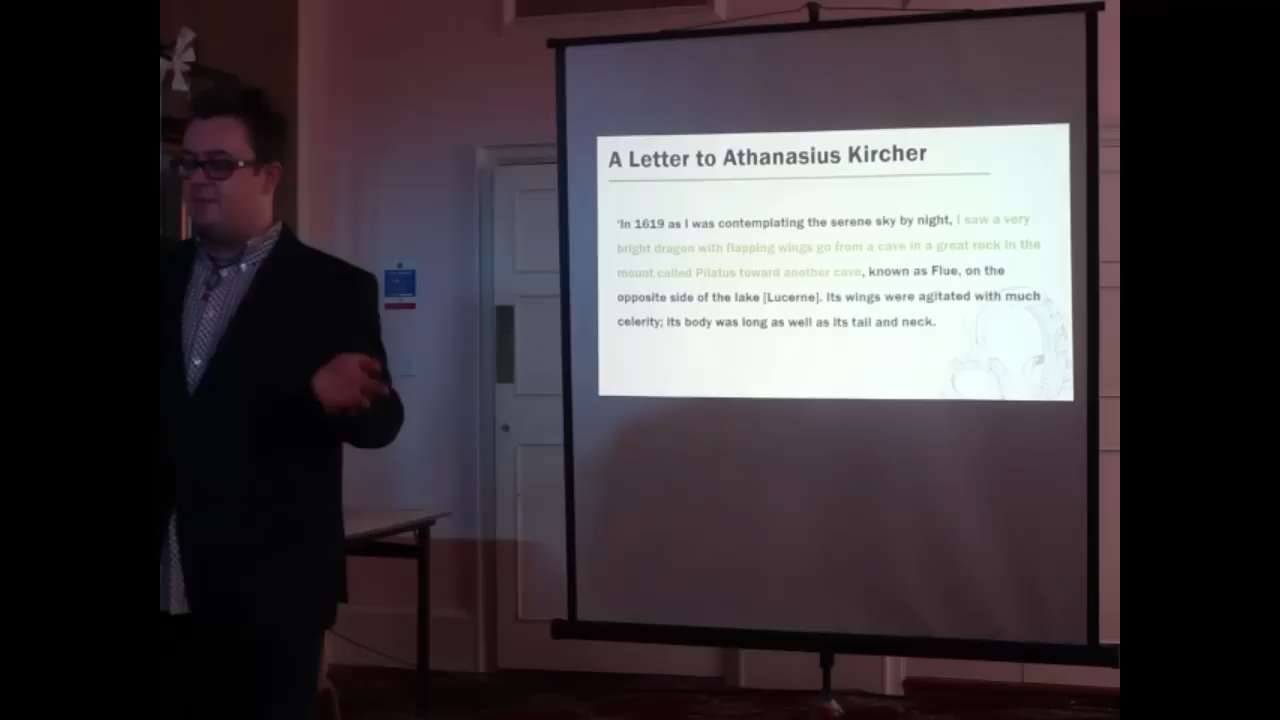 A Letter to Athanasius Kircher
‘In 1619 as I was contemplating the serene sky by night, I saw a very
bright dragon with flapping wings go from a cave in a great rock in the
mount called Pilatus toward another cave, known as Flue, on the
opposite side of the lake [Lucerne]. Its wings were agitated with much
celerity; its body was long as well as its tail and neck.